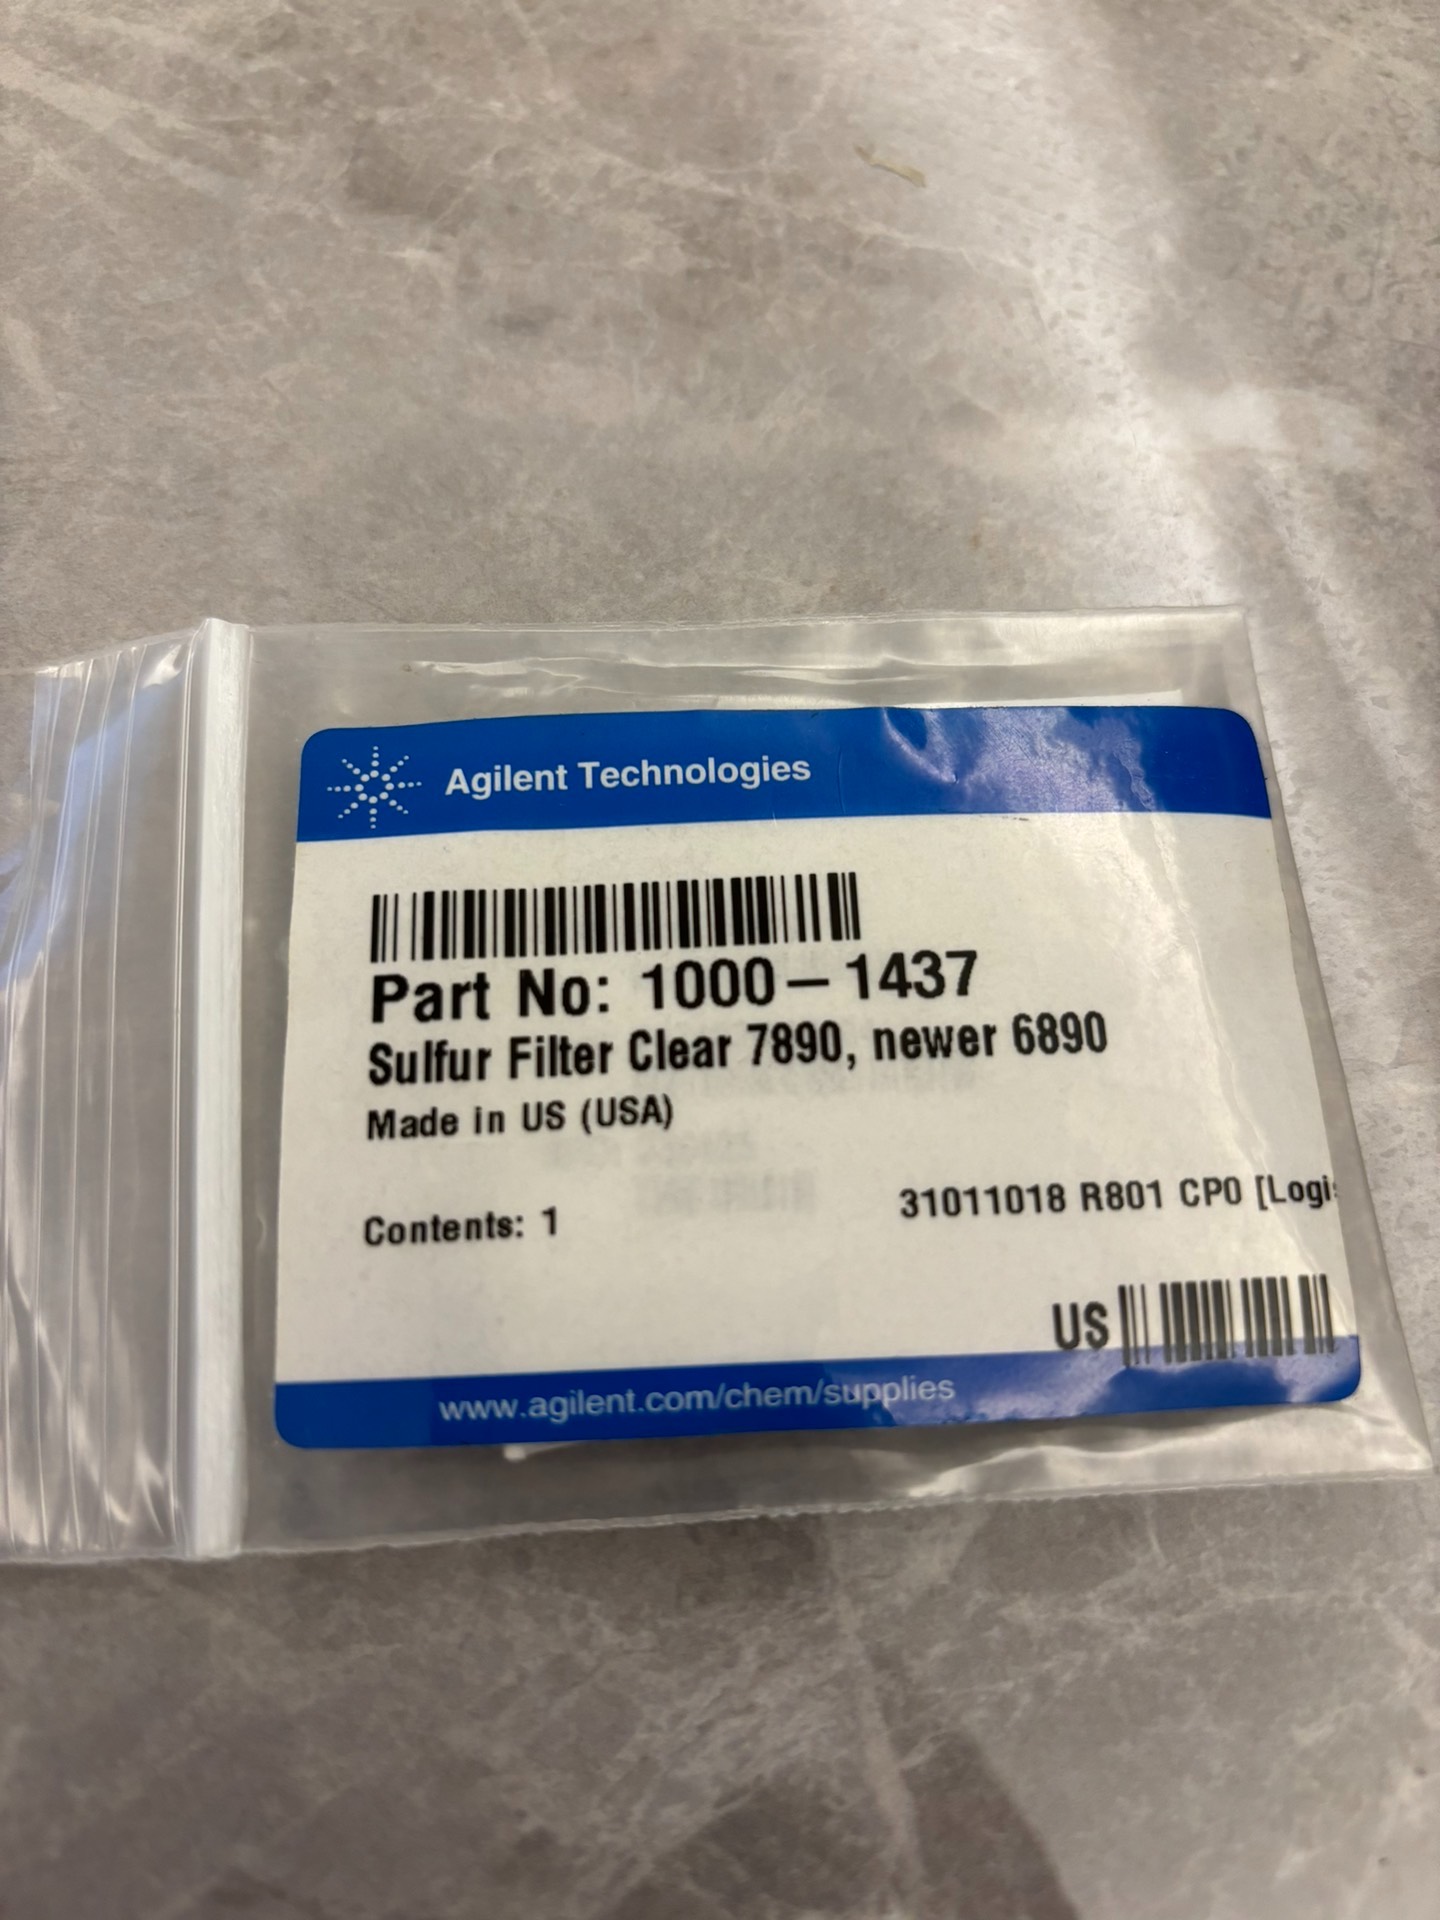 Agilent Technologies
Part No: 1000-1437
Sulfur Filter Clear 7890, newer 6890
Made in US (USA)
Contents: 1
31011018 R801 CP0 [Logi
US
www.agilent.com/chem/supplies